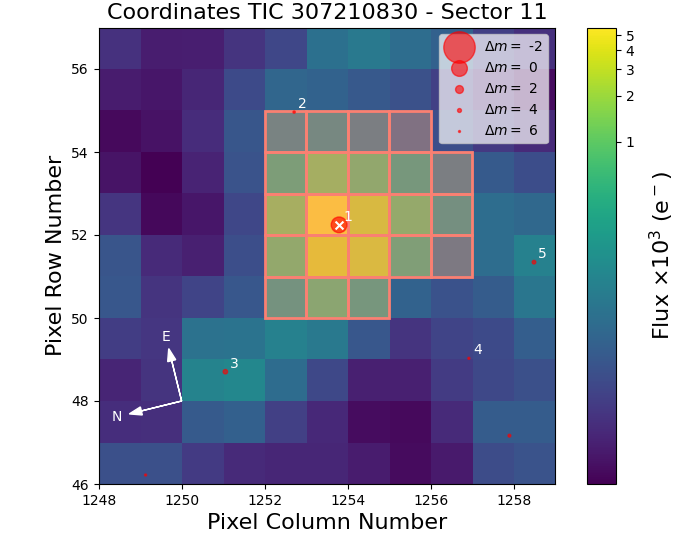 Coordinates TIC 307210830 - Sector 11
Δm = -2
Δm = 0
Δm = 2
Δm = 4
Δm = 6
1
2
3
4
5
E
N
56
54
52
50
48
46
1248
1250
1252
1254
1256
1258
Pixel Row Number
Pixel Column Number
5
4
3
2
1
Flux ×10³ (e⁻)